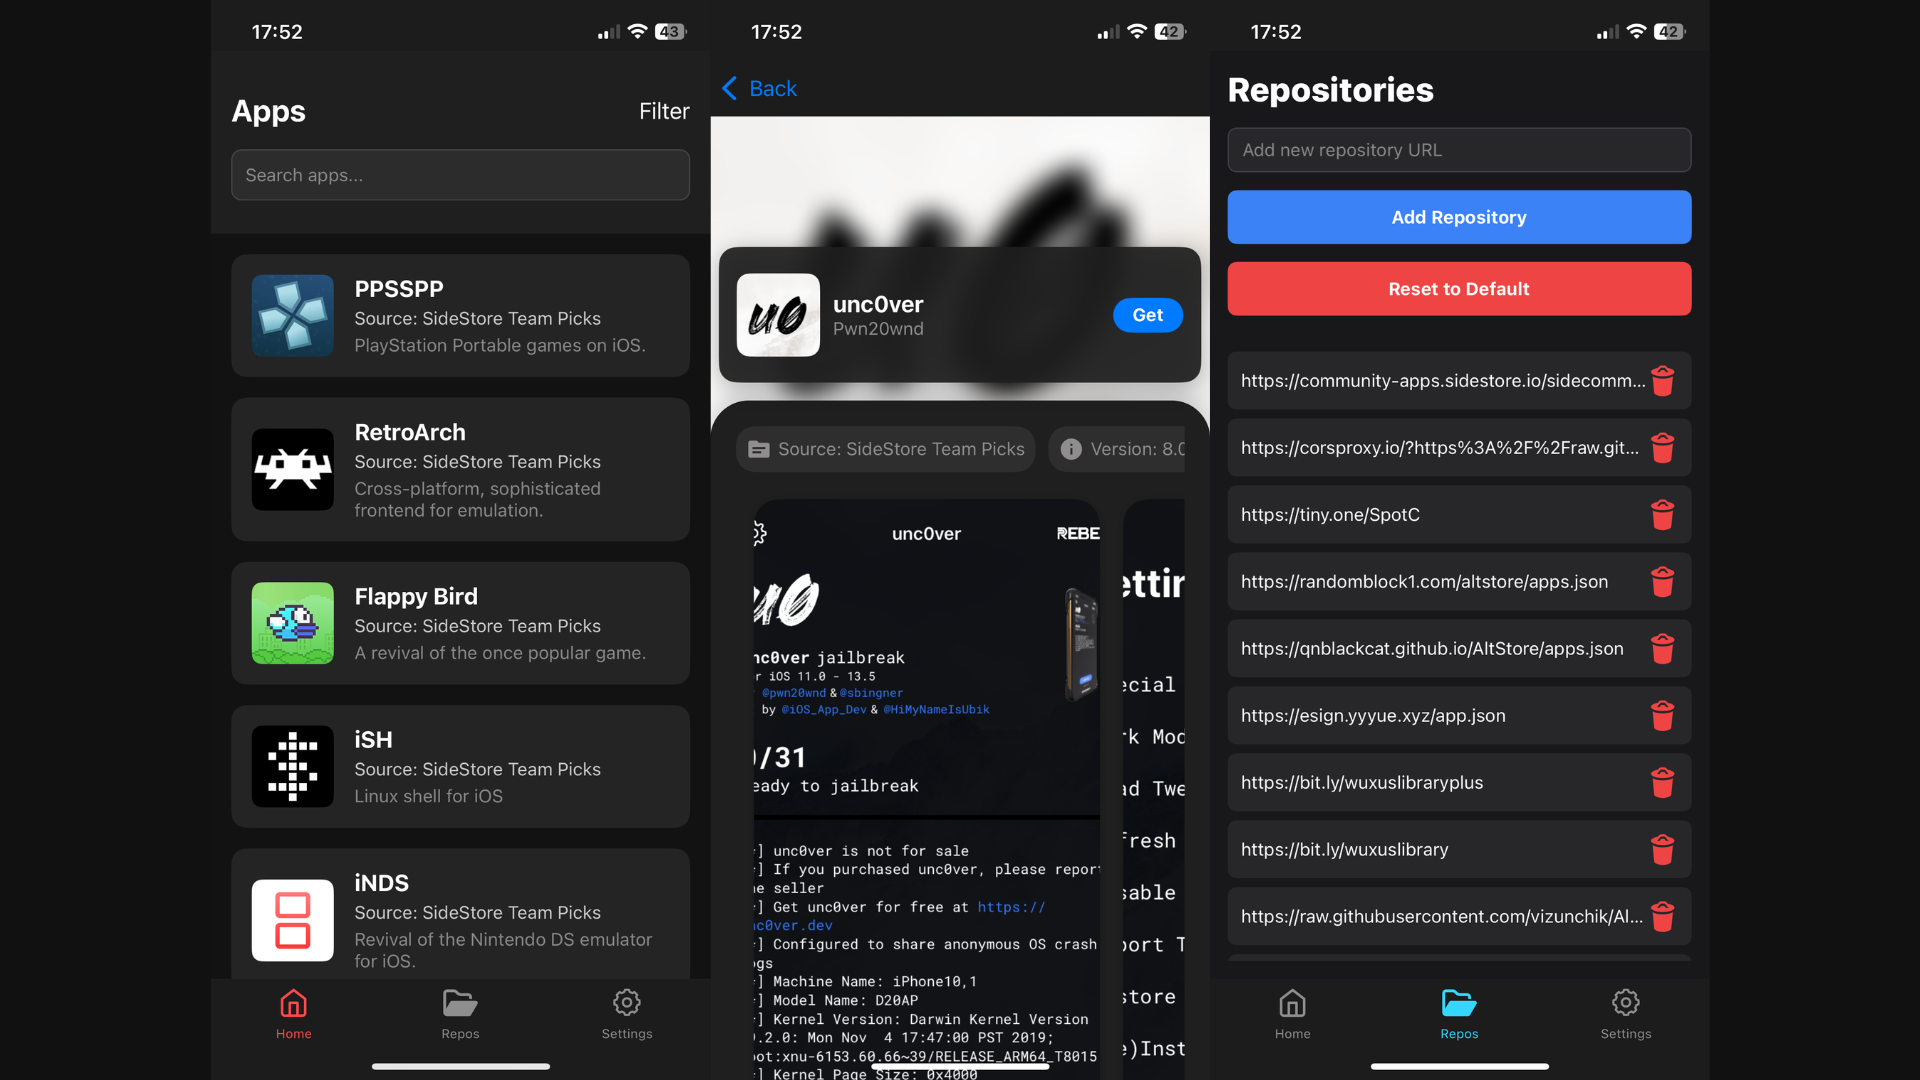 17:52
43
Apps
Filter
Search apps...
PPSSPP
Source: SideStore Team Picks
PlayStation Portable games on iOS.
RetroArch
Source: SideStore Team Picks
Cross-platform, sophisticated
frontend for emulation.
Flappy Bird
Source: SideStore Team Picks
A revival of the once popular game.
iSH
Source: SideStore Team Picks
Linux shell for iOS
iNDS
Source: SideStore Team Picks
Revival of the Nintendo DS emulator
for iOS.
Home
Repos
Settings
17:52
42
Back
u0
unc0ver
Pwn20wnd
Get
Source: SideStore Team Picks
Version: 8.0
unc0ver
REBE
u0
nc0ver jailbreak
r iOS 11.0 - 13.5
@pwn20wnd & @sbingner
by @iOS_App_Dev & @HiMyNameIsUbik
/31
eady to jailbreak
] unc0ver is not for sale
] If you purchased unc0ver, please report
e seller
] Get unc0ver for free at https://
c0ver.dev
] Configured to share anonymous OS crash
gs
] Machine Name: iPhone10,1
] Model Name: D20AP
] Kernel Version: Darwin Kernel Version
.2.0: Mon Nov 4 17:47:00 PST 2019;
ot:xnu-6153.60.66~39/RELEASE_ARM64_T8015
] Kernel Page Size: 0x4000
ettin
ecial
rk Mod
ad Twe
fresh
sable
port T
store
e)Inst
17:52
42
Repositories
Add new repository URL
Add Repository
Reset to Default
https://community-apps.sidestore.io/sidecomm...
https://corsproxy.io/?https%3A%2F%2Fraw.git...
https://tiny.one/SpotC
https://randomblock1.com/altstore/apps.json
https://qnblackcat.github.io/AltStore/apps.json
https://esign.yyyue.xyz/app.json
https://bit.ly/wuxuslibraryplus
https://bit.ly/wuxuslibrary
https://raw.githubusercontent.com/vizunchik/Al...
Home
Repos
Settings